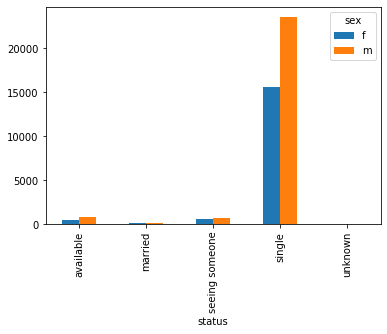 sex
f
m
20000
15000
10000
5000
0
available
married
seeing someone
single
unknown
status